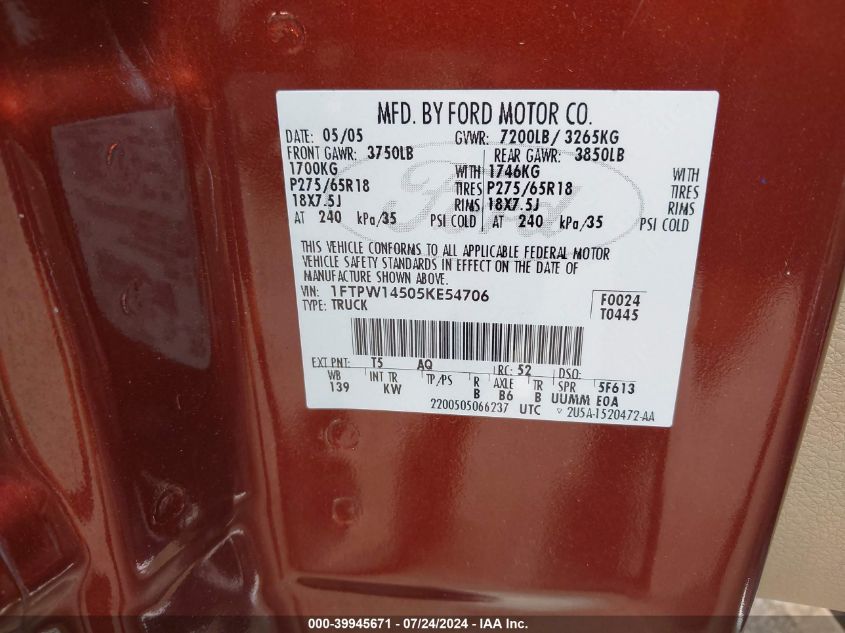 MFD. BY FORD MOTOR CO.
DATE: 05/05 GVWR: 7200LB/ 3265KG
FRONT GAWR: 3750LB REAR GAWR: 3850LB
1700KG WITH 1746KG WITH
P275/65R18 TIRES P275/65R18 TIRES
18X7.5J RIMS 18X7.5J RIMS
AT 240 kPa/35 PSI COLD AT 240 kPa/35 PSI COLD
Ford
THIS VEHICLE CONFORMS TO ALL APPLICABLE FEDERAL MOTOR
VEHICLE SAFETY STANDARDS IN EFFECT ON THE DATE OF
MANUFACTURE SHOWN ABOVE.
VIN: 1FTPW14505KE54706 F0024
TYPE: TRUCK T0445
EXT PNT: T5 AQ RC: 52 DSO:
WB INT TR TP/PS R AXLE TR SPR 5F613
139 KW B B6 B UUMM E0A
2200505066237 UTC ▽ 2U5A-1520472-AA
000-39945671 - 07/24/2024 - IAA Inc.